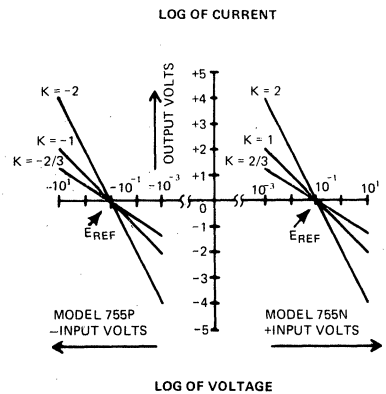 LOG OF CURRENT
OUTPUT VOLTS
+5
+4
+3
+2
+1
0
−1
−2
−3
−4
−5
K = −2
K = −1
K = −2/3
-10¹
-10⁻¹
-10⁻³
EREF
K = 2
K = 1
K = 2/3
10⁻³
10⁻¹
10¹
EREF
MODEL 755P
−INPUT VOLTS
MODEL 755N
+INPUT VOLTS
LOG OF VOLTAGE